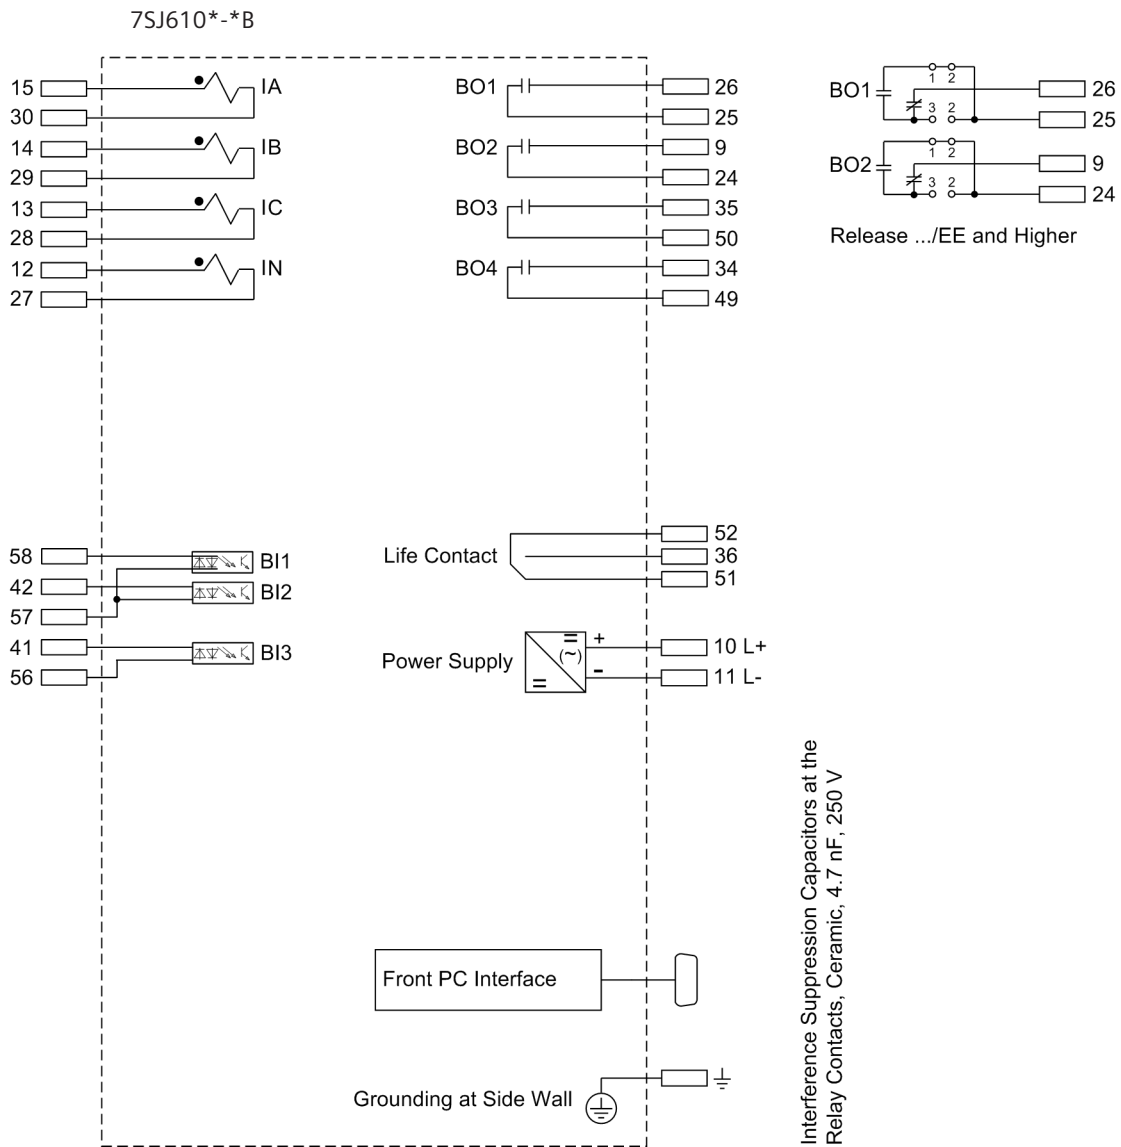 7SJ610*-*B
15 IA BO1 26
30 25
14 IB BO2 9
29 24
13 IC BO3 35
28 50
12 IN BO4 34
27 49
BO1 1 2 26
3 2 25
BO2 1 2 9
3 2 24
Release .../EE and Higher
58 BI1
42 BI2
57
41 BI3
56
Life Contact 52
36
51
Power Supply = (~) = + 10 L+
- 11 L-
Front PC Interface
Grounding at Side Wall
Interference Suppression Capacitors at the
Relay Contacts, Ceramic, 4.7 nF, 250 V